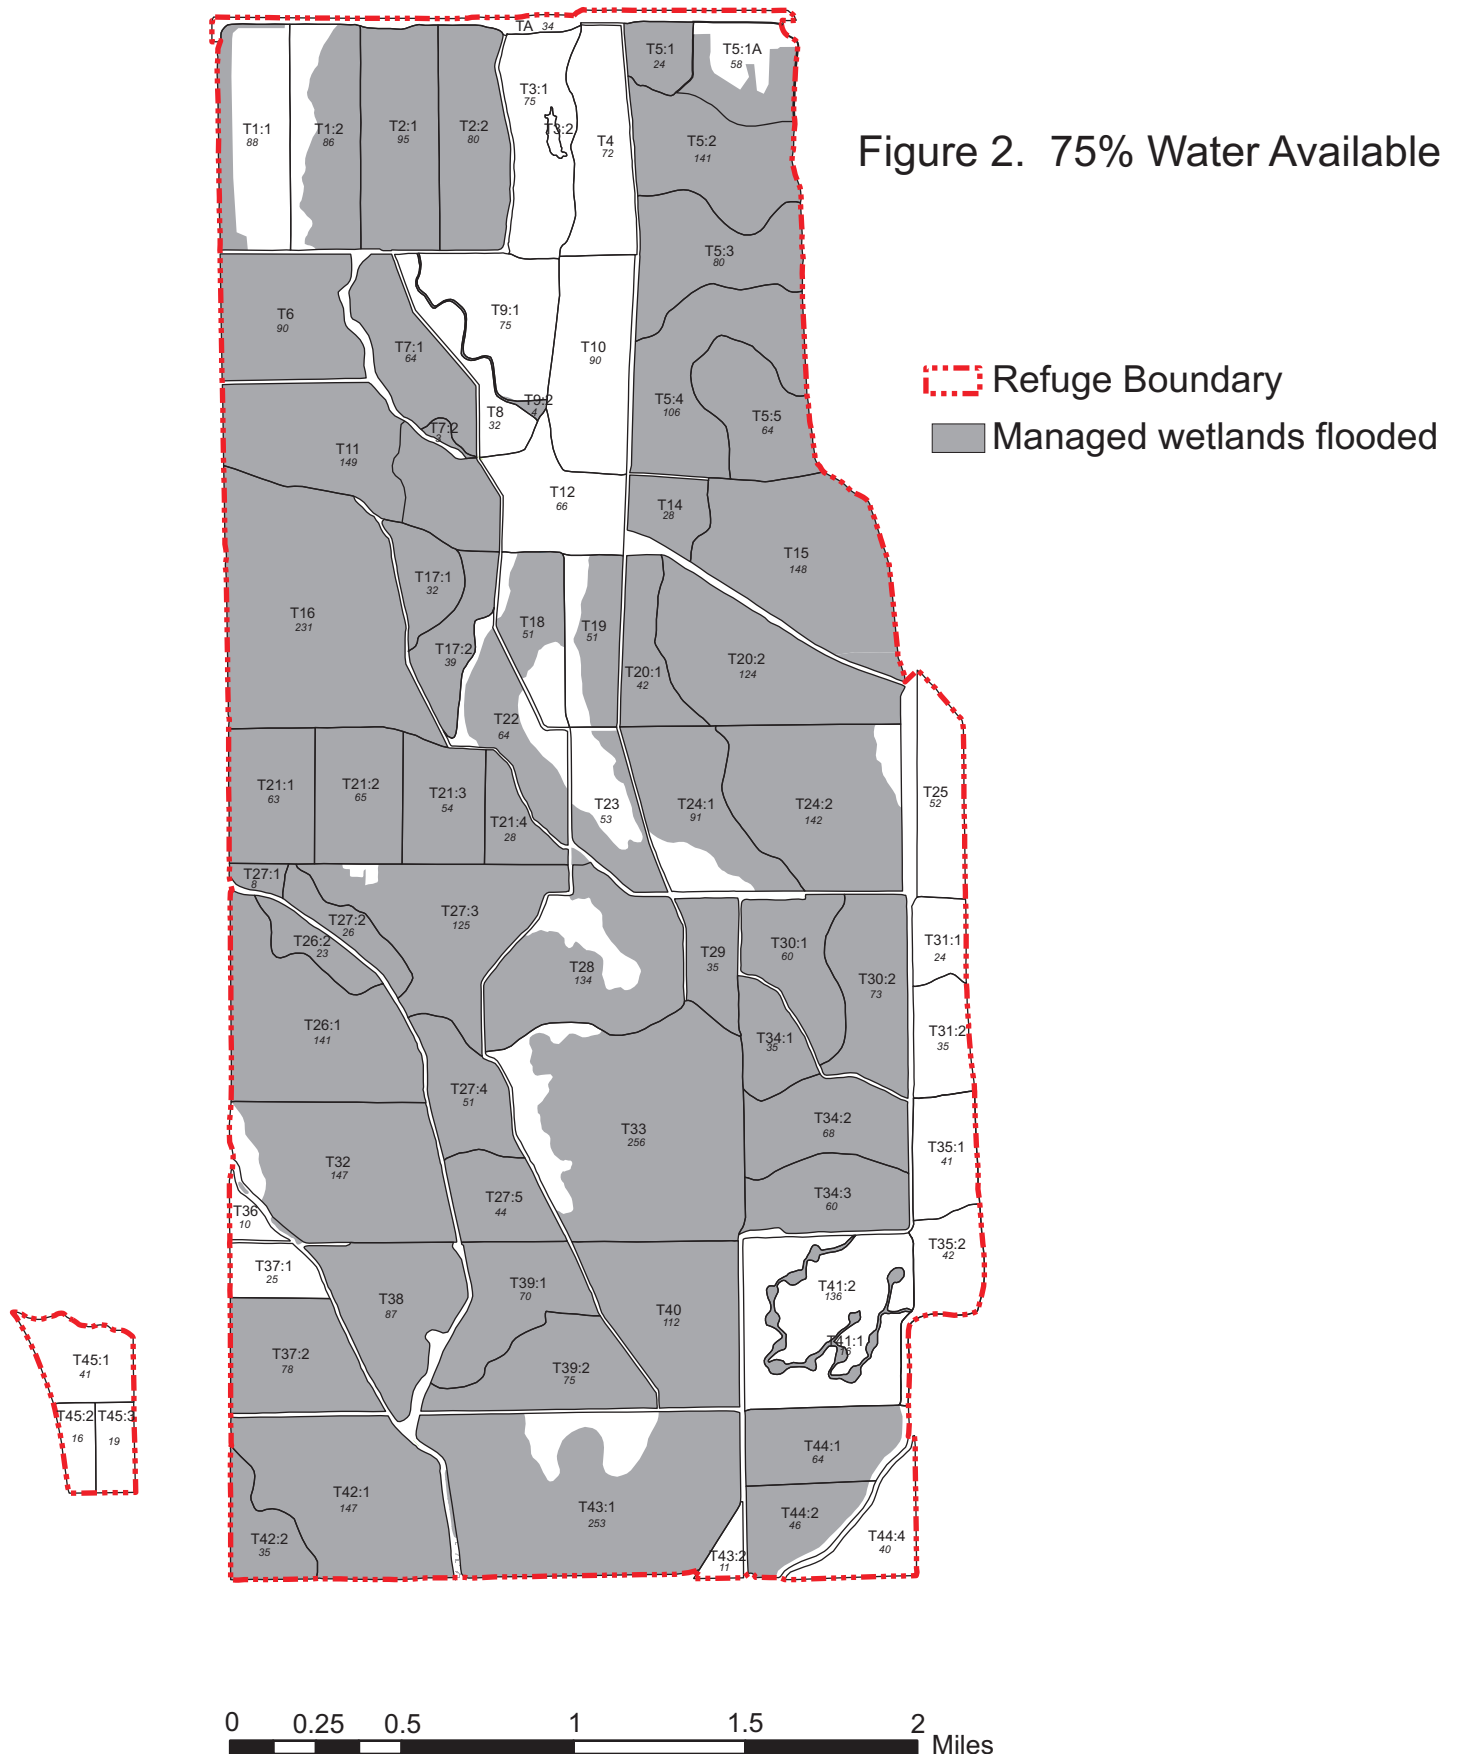 TA 34
T5:1
24
T5:1A
58
T3:1
75
T1:1
88
T1:2
86
T2:1
95
T2:2
80
T3:2
T4
72
T5:2
141
Figure 2. 75% Water Available
T5:3
80
T6
90
T9:1
75
T7:1
64
T10
90
Refuge Boundary
T9:2
4
T8
32
T5:4
106
T5:5
64
T7:2
3
Managed wetlands flooded
T11
149
T12
66
T14
28
T15
148
T17:1
32
T16
231
T18
51
T19
51
T17:2
39
T20:1
42
T20:2
124
T22
64
T21:1
63
T21:2
65
T21:3
54
T21:4
28
T23
53
T24:1
91
T24:2
142
T25
52
T27:1
8
T27:2
26
T27:3
125
T26:2
23
T28
134
T29
35
T30:1
60
T31:1
24
T30:2
73
T26:1
141
T34:1
35
T31:2
35
T27:4
51
T33
256
T34:2
68
T35:1
41
T32
147
T27:5
44
T34:3
60
T36
10
T35:2
42
T37:1
25
T39:1
70
T41:2
136
T38
87
T40
112
T41:1
16
T37:2
78
T39:2
75
T45:1
41
T45:2
16
T45:3
19
T44:1
64
T42:1
147
T43:1
253
T44:2
46
T42:2
35
T44:4
40
T43:2
11
0 0.25 0.5 1 1.5 2
Miles